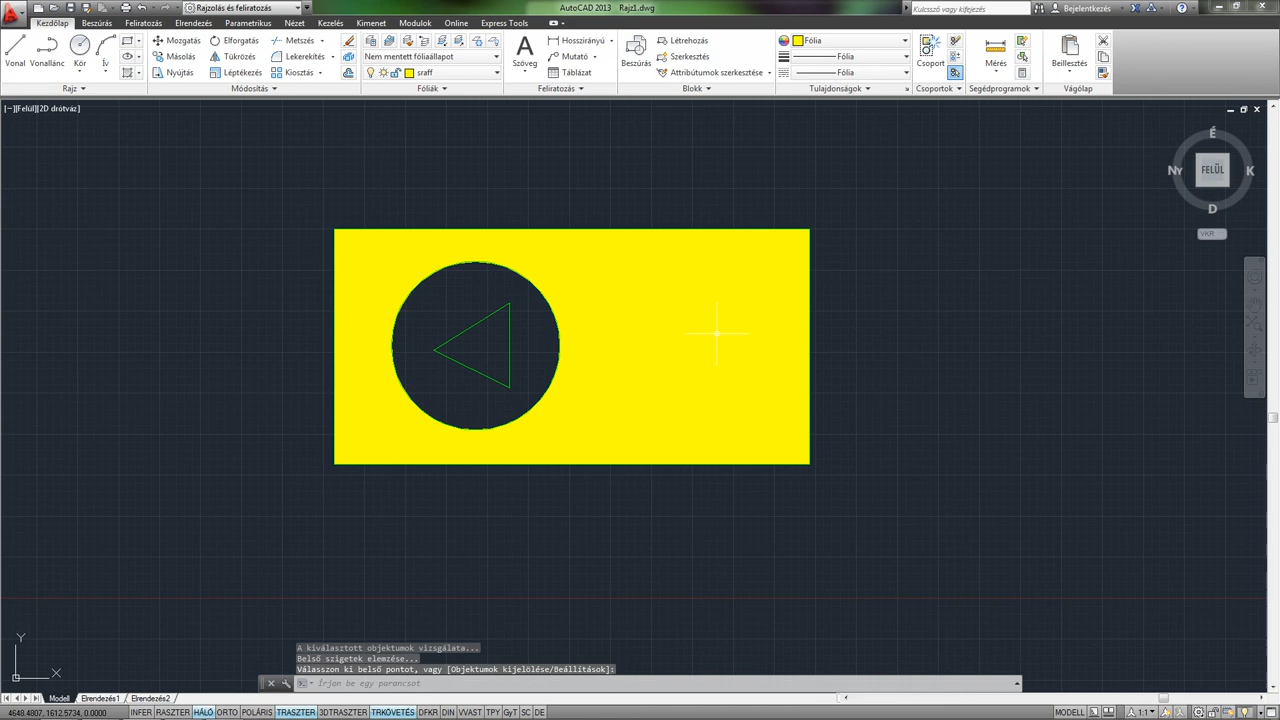 Rajzolás és feliratozás
AutoCAD 2013 Rajz1.dwg
Kulcsszó vagy kifejezés
Bejelentkezés
Kezdőlap Beszúrás Feliratozás Elrendezés Parametrikus Nézet Kezelés Kimenet Modulok Online Express Tools
Vonal Vonallánc Kör Ív
Mozgatás Elforgatás Metszés
Másolás Tükrözés Lekerekítés
Nyújtás Léptékezés Kiosztás
Nem mentett fóliaállapot
sraff
Szöveg
Hosszirányú
Mutató
Táblázat
Beszúrás
Létrehozás
Szerkesztés
Attribútumok szerkesztése
Fólia
Fólia
Fólia
Csoport
Mérés
Beillesztés
Rajz Módosítás Fóliák Feliratozás Blokk Tulajdonságok Csoportok Segédprogramok Vágólap
[−][Felül][2D drótváz]
É
NY FELÜL K
D
VKR
Y
X
A kiválasztott objektumok vizsgálata...
Belső szigetek elemzése...
Válasszon ki belső pontot, vagy [Objektumok kijelölése/Beállítások]:
Írjon be egy parancsot
Modell Elrendezés1 Elrendezés2
4648.4807, 1612.5734, 0.0000 INFER RASZTER HÁLÓ ORTO POLÁRIS TRASZTER 3DTRASZTER TRKÖVETÉS DFKR DIN VVAST TPY GyT SC DE MODELL 1:1